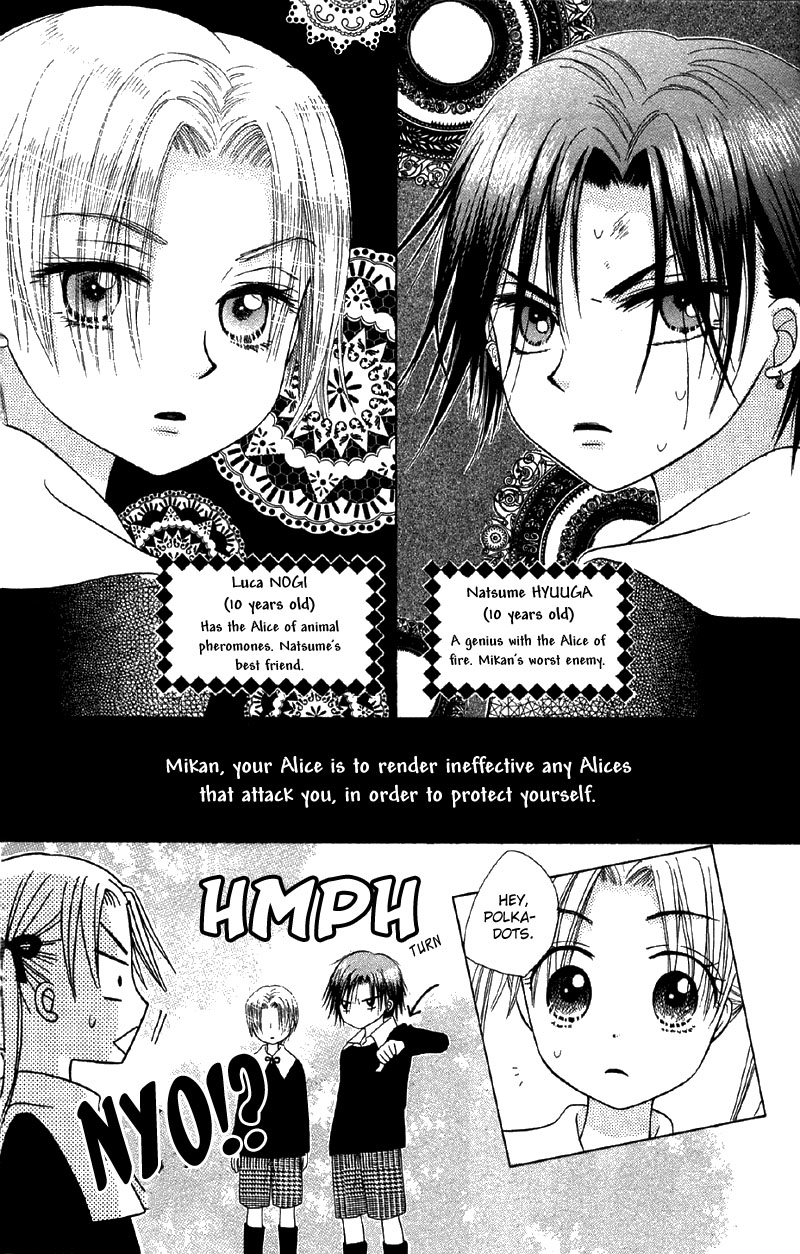 Luca NOGI
(10 years old)
Has the Alice of animal
pheromones. Natsume's
best friend.
Natsume HYUUGA
(10 years old)
A genius with the Alice of
fire. Mikan's worst enemy.
Mikan, your Alice is to render ineffective any Alices
that attack you, in order to protect yourself.
HEY,
POLKA-
DOTS.
HMPH
TURN
NYO!?